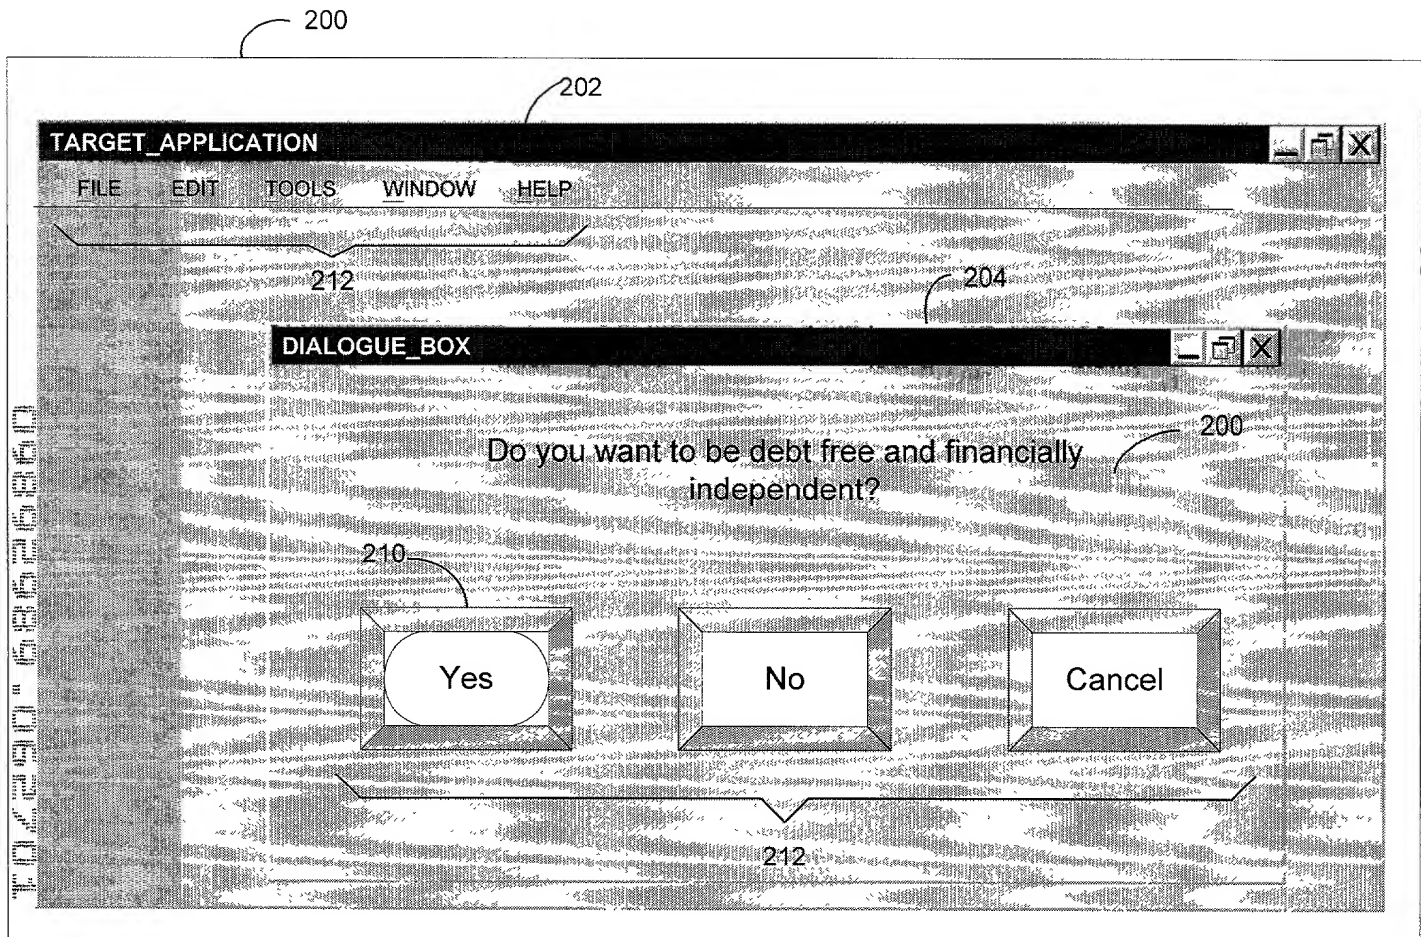 200
202
TARGET_APPLICATION
FILE EDIT TOOLS WINDOW HELP
212
204
DIALOGUE_BOX
200
Do you want to be debt free and financially
independent?
210
Yes No Cancel
212